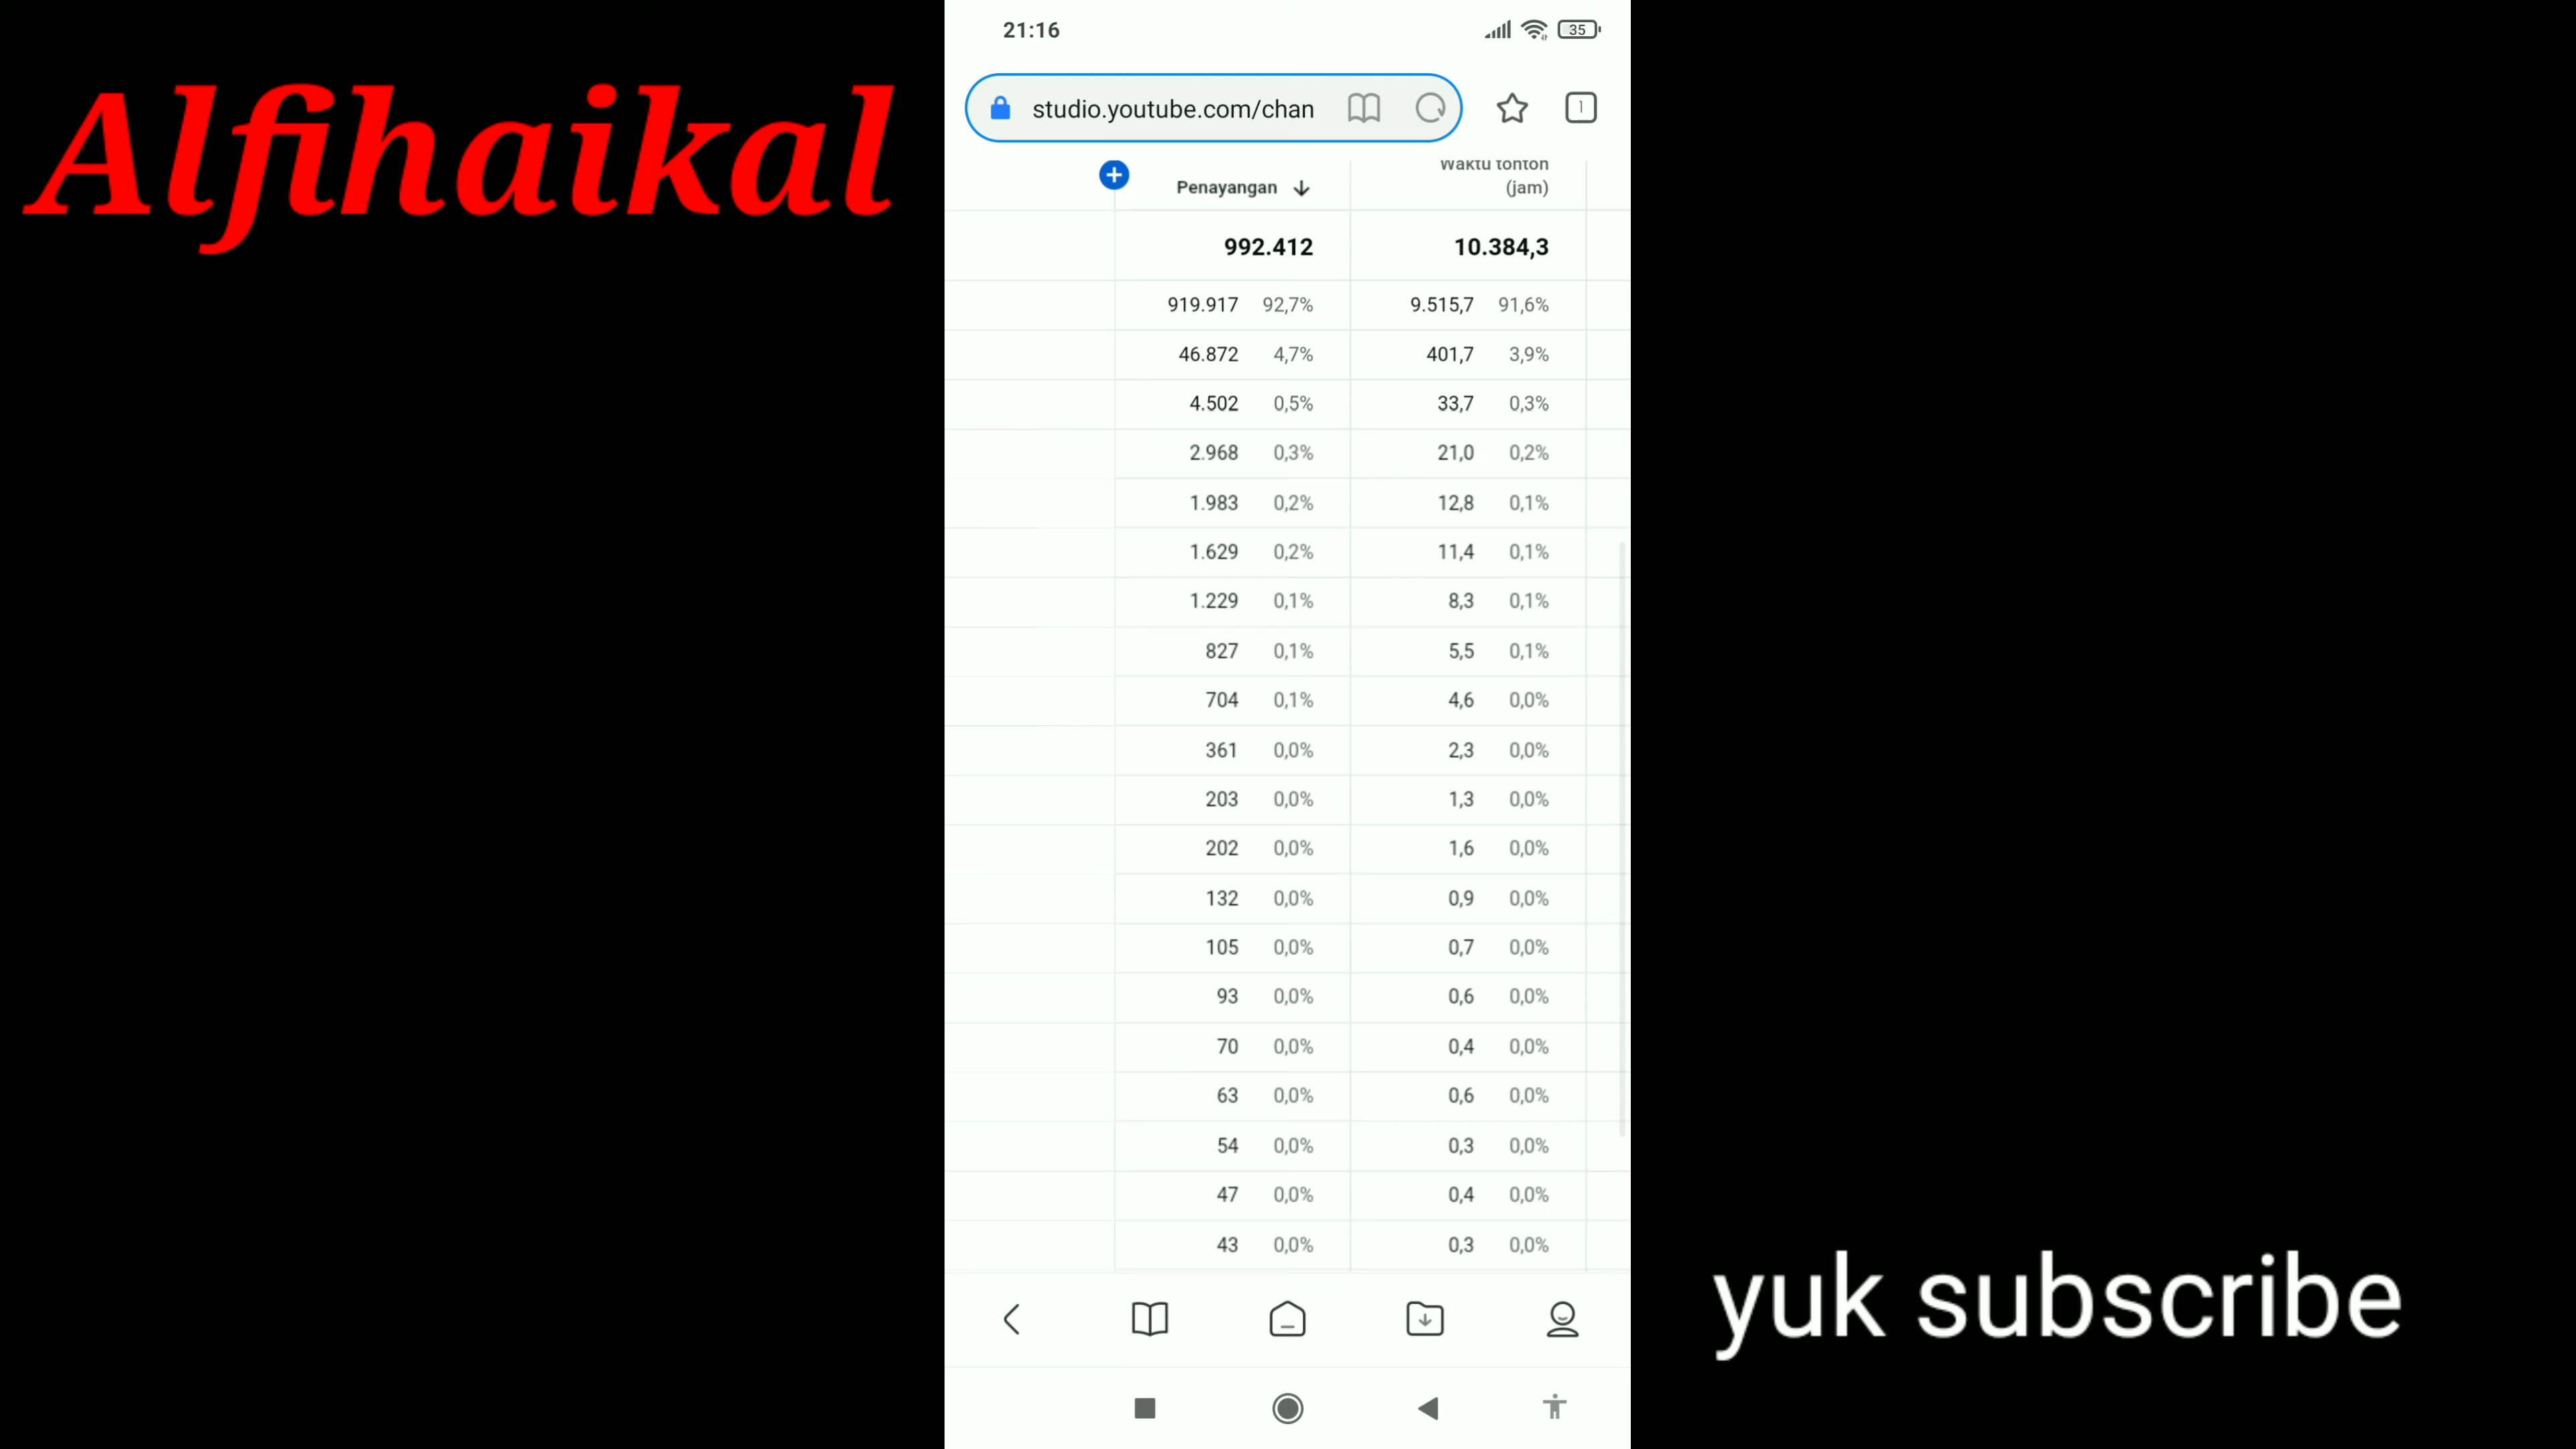 Alfihaikal
21:16
35
studio.youtube.com/chan
1
Penayangan
Waktu tonton
(jam)
992.412 10.384,3
919.917 92,7% 9.515,7 91,6%
46.872 4,7% 401,7 3,9%
4.502 0,5% 33,7 0,3%
2.968 0,3% 21,0 0,2%
1.983 0,2% 12,8 0,1%
1.629 0,2% 11,4 0,1%
1.229 0,1% 8,3 0,1%
827 0,1% 5,5 0,1%
704 0,1% 4,6 0,0%
361 0,0% 2,3 0,0%
203 0,0% 1,3 0,0%
202 0,0% 1,6 0,0%
132 0,0% 0,9 0,0%
105 0,0% 0,7 0,0%
93 0,0% 0,6 0,0%
70 0,0% 0,4 0,0%
63 0,0% 0,6 0,0%
54 0,0% 0,3 0,0%
47 0,0% 0,4 0,0%
43 0,0% 0,3 0,0%
yuk subscribe